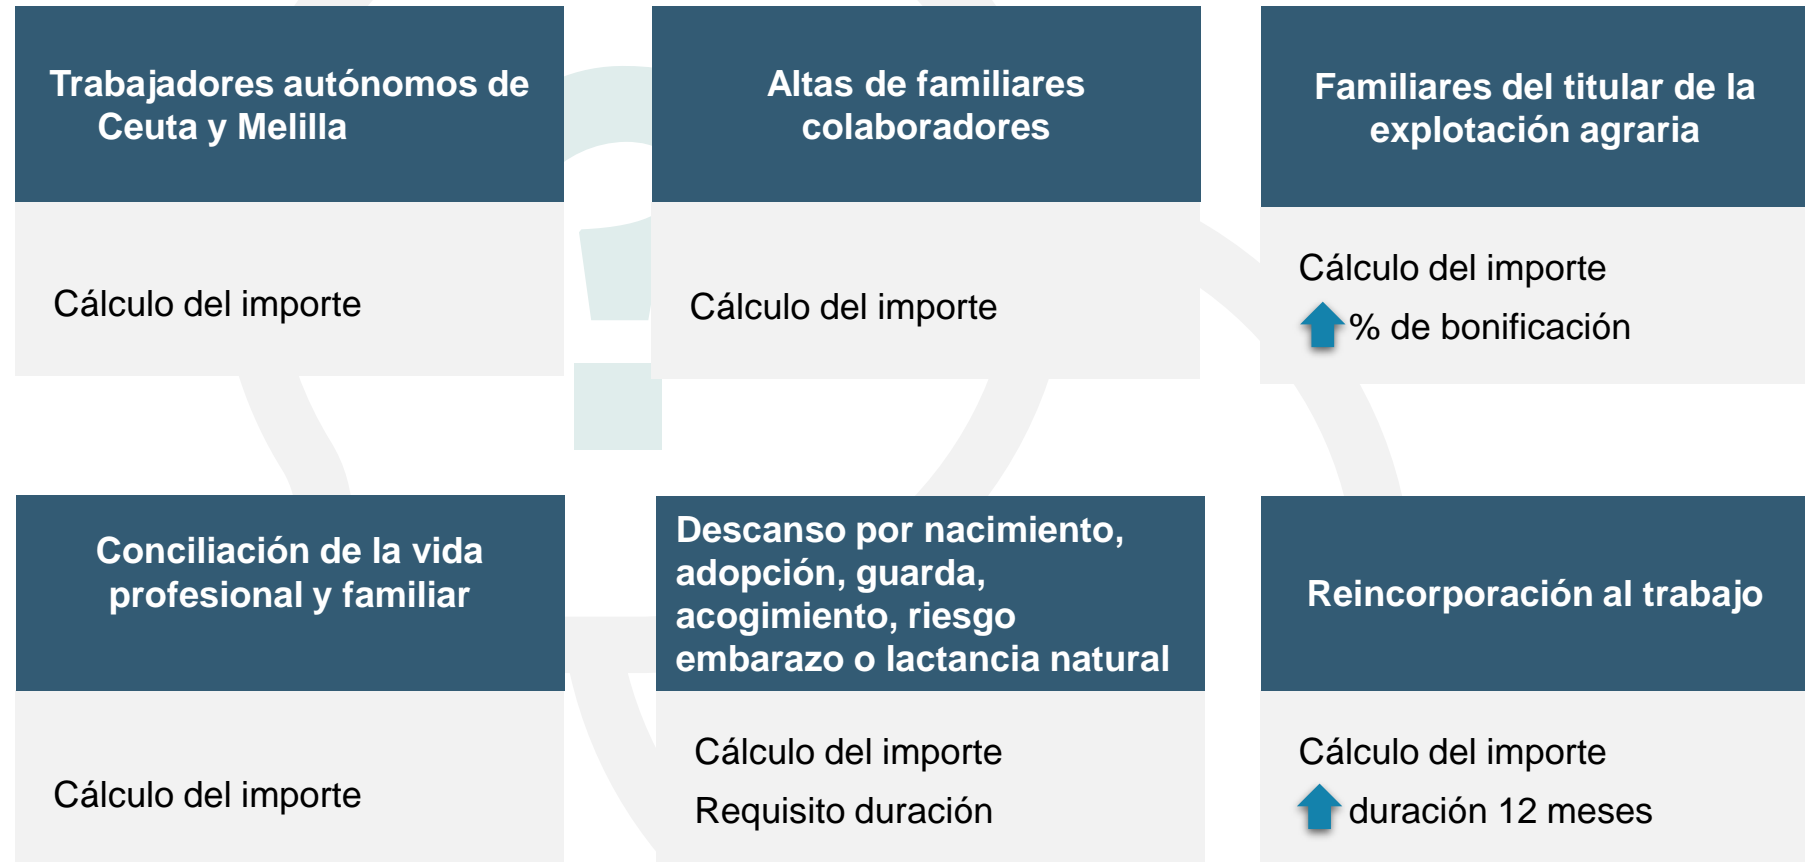 Trabajadores autónomos de
Ceuta y Melilla
Cálculo del importe
Altas de familiares
colaboradores
Cálculo del importe
Familiares del titular de la
explotación agraria
Cálculo del importe
% de bonificación
Conciliación de la vida
profesional y familiar
Cálculo del importe
Descanso por nacimiento,
adopción, guarda,
acogimiento, riesgo
embarazo o lactancia natural
Cálculo del importe
Requisito duración
Reincorporación al trabajo
Cálculo del importe
duración 12 meses